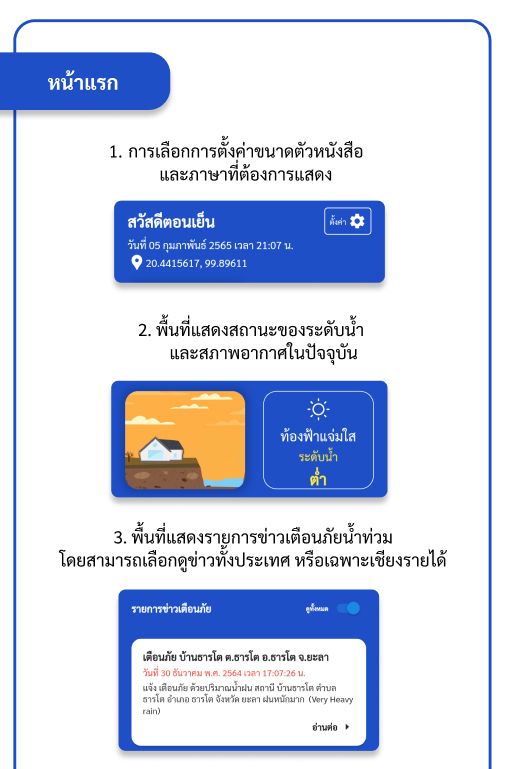 หน้าแรก
1. การเลือกการตั้งค่าขนาดตัวหนังสือ
และภาษาที่ต้องการแสดง
สวัสดีตอนเย็น
ตั้งค่า
วันที่ 05 กุมภาพันธ์ 2565 เวลา 21:07 น.
20.4415617, 99.89611
2. พื้นที่แสดงสถานะของระดับน้ำ
และสภาพอากาศในปัจจุบัน
ท้องฟ้าแจ่มใส
ระดับน้ำ
ต่ำ
3. พื้นที่แสดงรายการข่าวเตือนภัยน้ำท่วม
โดยสามารถเลือกดูข่าวทั้งประเทศ หรือเฉพาะเชียงรายได้
รายการข่าวเตือนภัย
ดูทั้งหมด
เตือนภัย บ้านธารโต ต.ธารโต อ.ธารโต จ.ยะลา
วันที่ 30 ธันวาคม พ.ศ. 2564 เวลา 17:07:26 น.
แจ้ง เตือนภัย ด้วยปริมาณน้ำฝน สถานี บ้านธารโต ตำบล
ธารโต อำเภอ ธารโต จังหวัด ยะลา ฝนหนักมาก (Very Heavy
rain)
อ่านต่อ